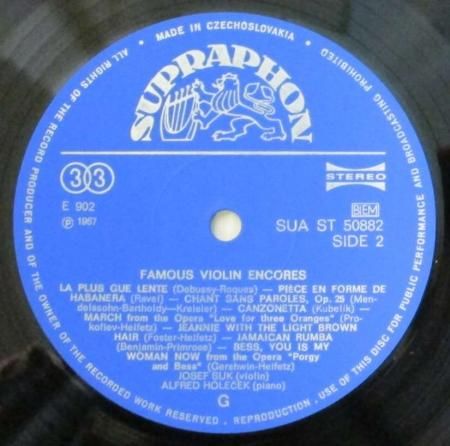 MADE IN CZECHOSLOVAKIA •
ALL RIGHTS OF THE RECORD PRODUCER AND OF THE OWNER OF THE RECORDED WORK RESERVED . REPRODUCTION . USE OF THIS DISC FOR PUBLIC PERFORMANCE AND BROADCASTING PROHIBITED
SUPRAPHON
33
STEREO
E 902
BIEM
℗ 1967
SUA ST 50882
SIDE 2
FAMOUS VIOLIN ENCORES
LA PLUS GUE LENTE (Debussy-Roques) — PIÈCE EN FORME DE
HABANERA (Ravel) — CHANT SANS PAROLES, Op. 25 (Men-
delssohn-Bartholdy-Kreisler) — CANZONETTA (Kubelík) —
MARCH from the Opera "Love for three Oranges" (Pro-
kofiev-Heifetz) — JEANNIE WITH THE LIGHT BROWN
HAIR (Foster-Heifetz) — JAMAICAN RUMBA
(Benjamin-Primrose) — BESS, YOU IS MY
WOMAN NOW from the Opera "Porgy
and Bess" (Gershwin-Heifetz)
JOSEF SUK (violin)
ALFRED HOLEČEK (piano)
G